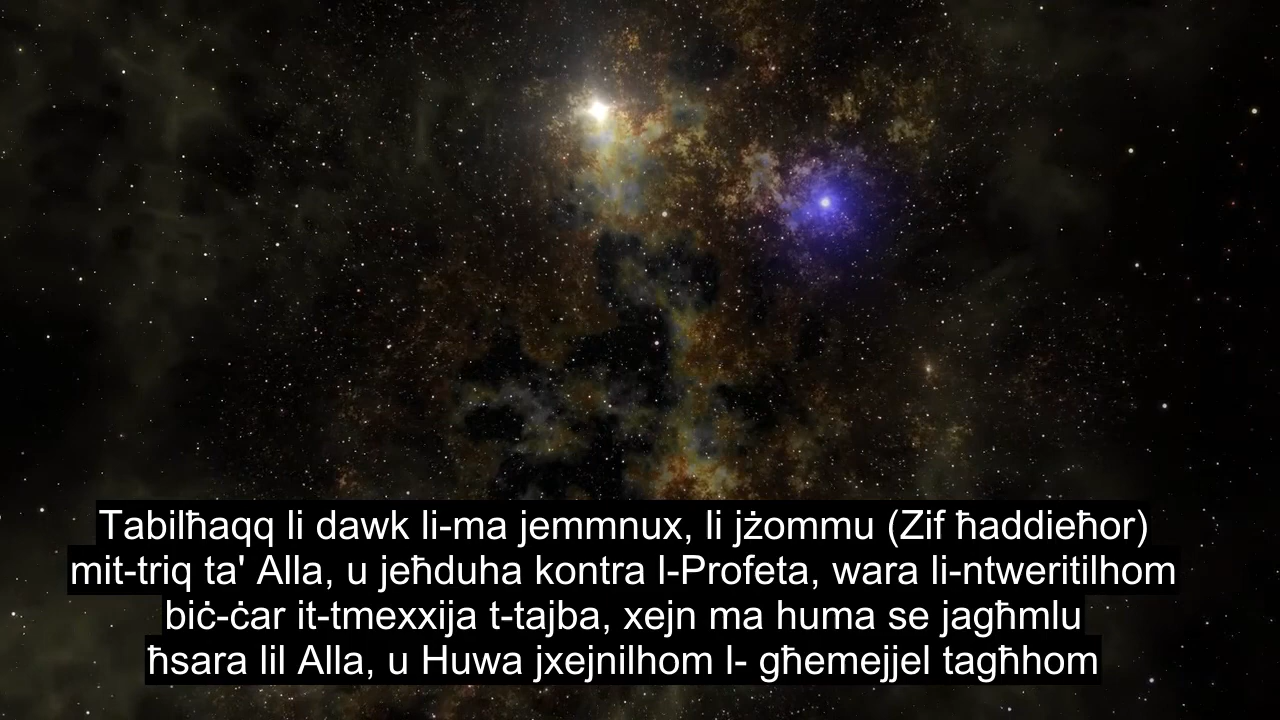 Tabilħaqq li dawk li-ma jemmnux, li jżommu (Zif ħaddieħor)
mit-triq ta' Alla, u jeħduha kontra l-Profeta, wara li-ntweritilhom
biċ-ċar it-tmexxija t-tajba, xejn ma huma se jagħmlu
ħsara lil Alla, u Huwa jxejnilhom l- għemejjel tagħhom